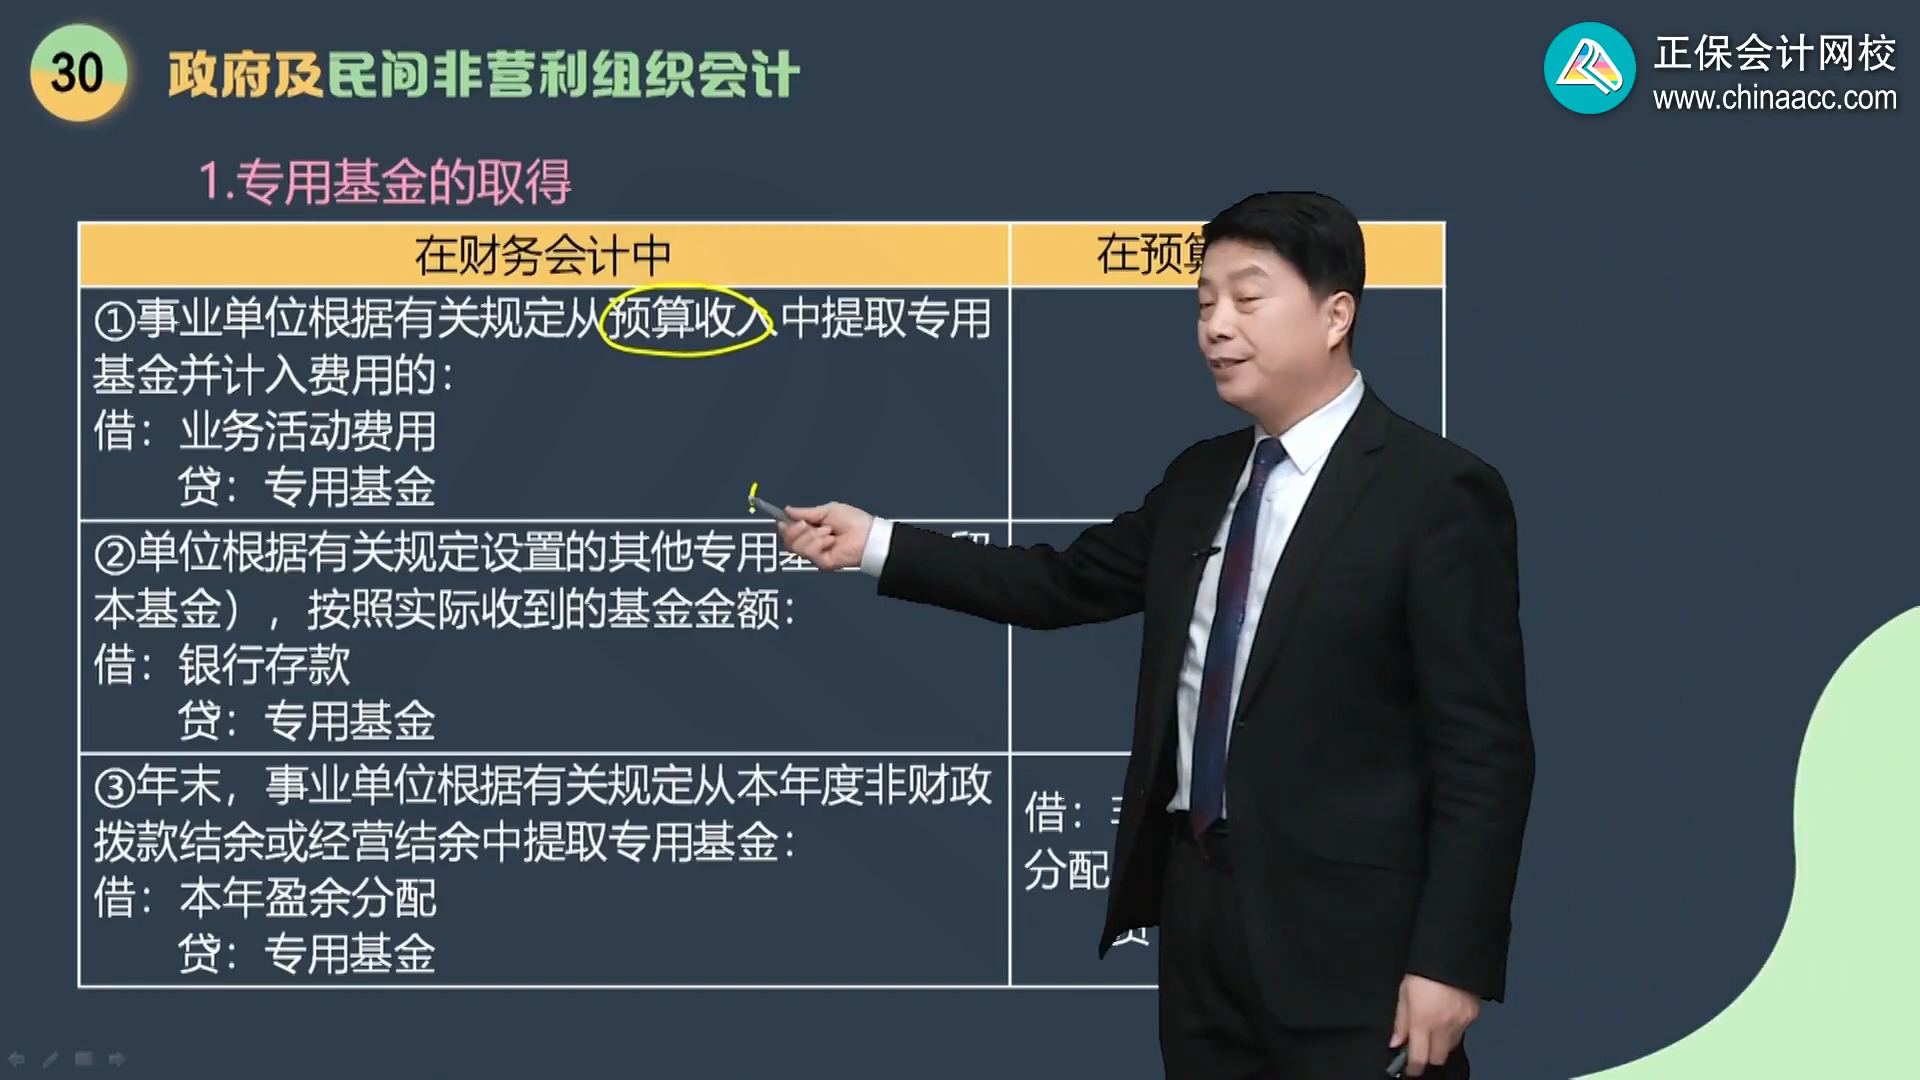 30 政府及民间非营利组织会计
正保会计网校
www.chinaacc.com
1.专用基金的取得
在财务会计中
在预算
①事业单位根据有关规定从预算收入中提取专用
基金并计入费用的：
借：业务活动费用
贷：专用基金
②单位根据有关规定设置的其他专用基
本基金），按照实际收到的基金金额：
借：银行存款
贷：专用基金
③年末，事业单位根据有关规定从本年度非财政
拨款结余或经营结余中提取专用基金：
借：本年盈余分配
贷：专用基金
借：
分配